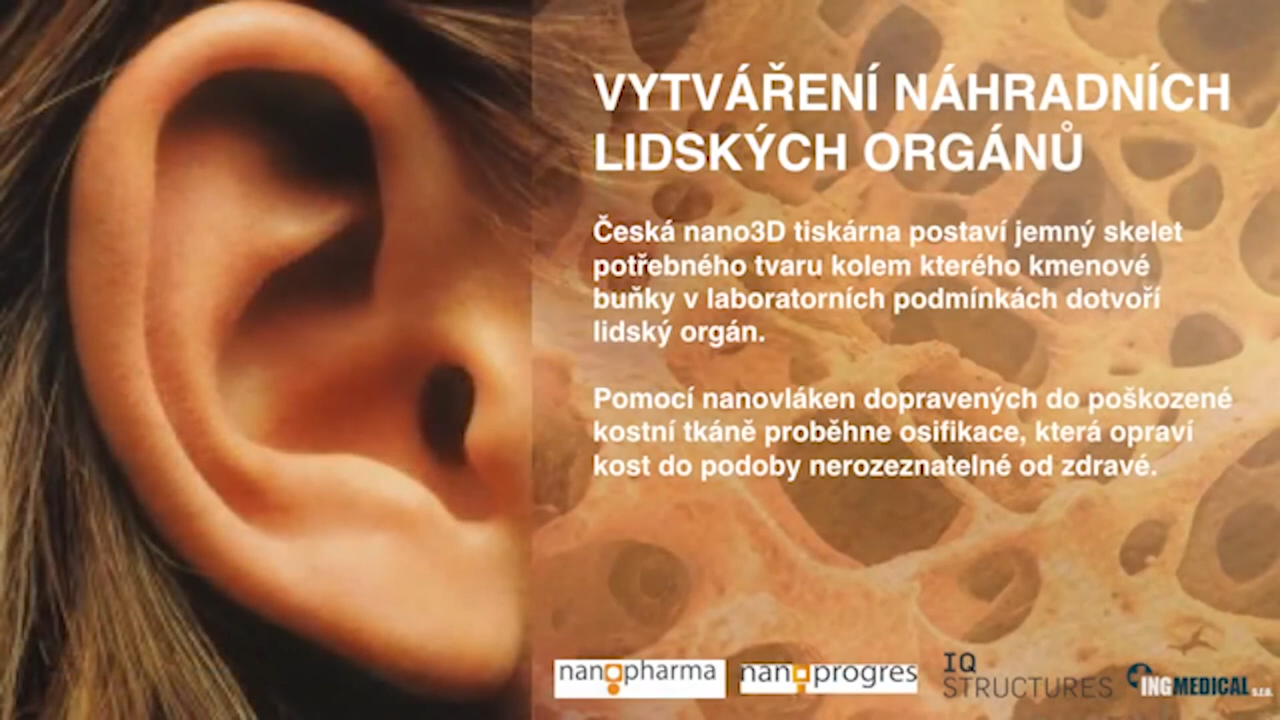 VYTVÁŘENÍ NÁHRADNÍCH
LIDSKÝCH ORGÁNŮ
Česká nano3D tiskárna postaví jemný skelet
potřebného tvaru kolem kterého kmenové
buňky v laboratorních podmínkách dotvoří
lidský orgán.
Pomocí nanovláken dopravených do poškozené
kostní tkáně proběhne osifikace, která opraví
kost do podoby nerozeznatelné od zdravé.
nanopharma
nanoprogres
IQ
STRUCTURES
INGMEDICAL s.r.o.